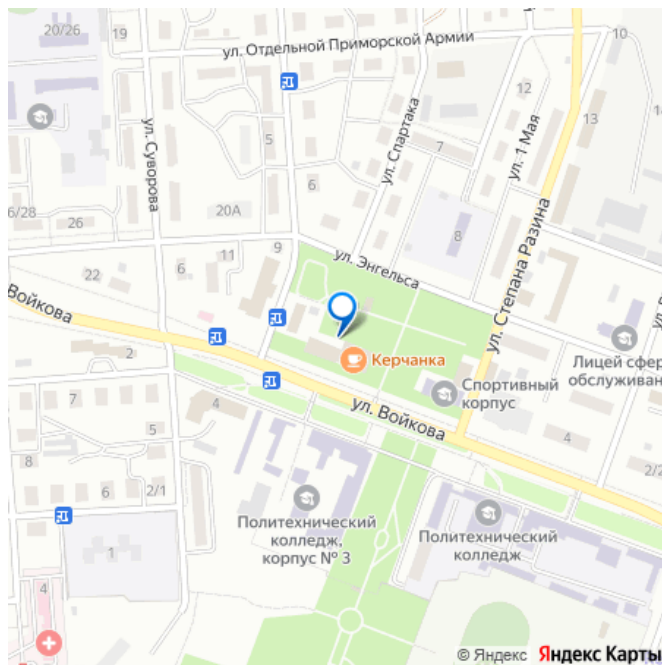 20/26
19
ул. Отдельной Приморской Армии
10
ул. Суворова
5
ул. Спартака
7
12
ул. 1 Мая
13
6
20А
6/28
26
8
ул. Степана Разина
11
9
ул. Энгельса
22
6
Войкова
2
Керчанка
Лицей сфер
обслуживан
Спортивный
корпус
7
4
ул. Войкова
5
4
8
6
2/1
2/2
Политехнический
колледж,
корпус № 3
Политехнический
колледж
1
4
© Яндекс Яндекс Карты